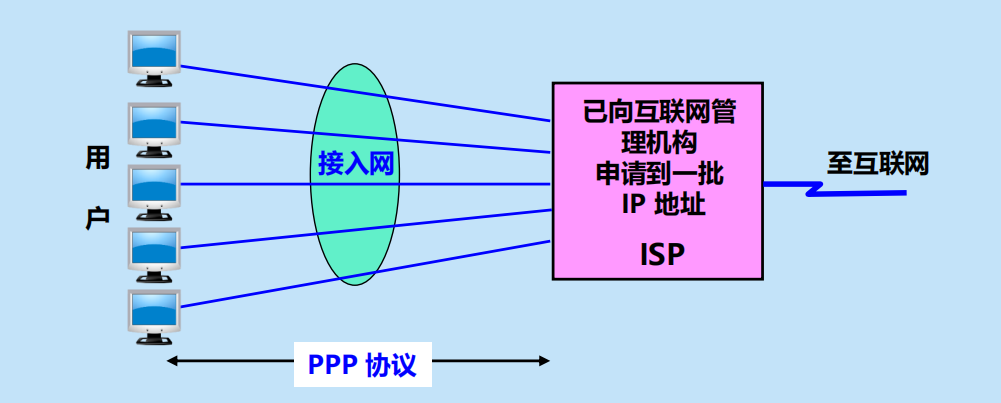 用
户
接入网
已向互联网管
理机构
申请到一批
IP 地址
ISP
至互联网
PPP 协议